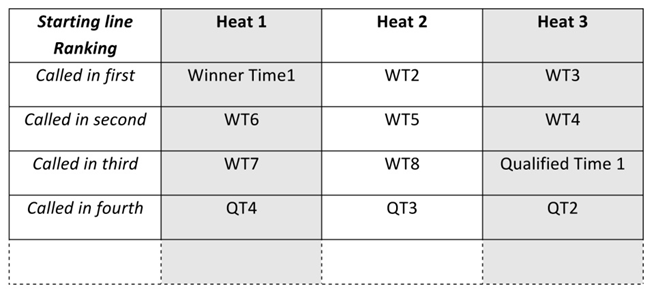 Starting line Heat 1 Heat 2 Heat 3
Ranking
Called in first Winner Time1 WT2 WT3
Called in second WT6 WT5 WT4
Called in third WT7 WT8 Qualified Time 1
Called in fourth QT4 QT3 QT2